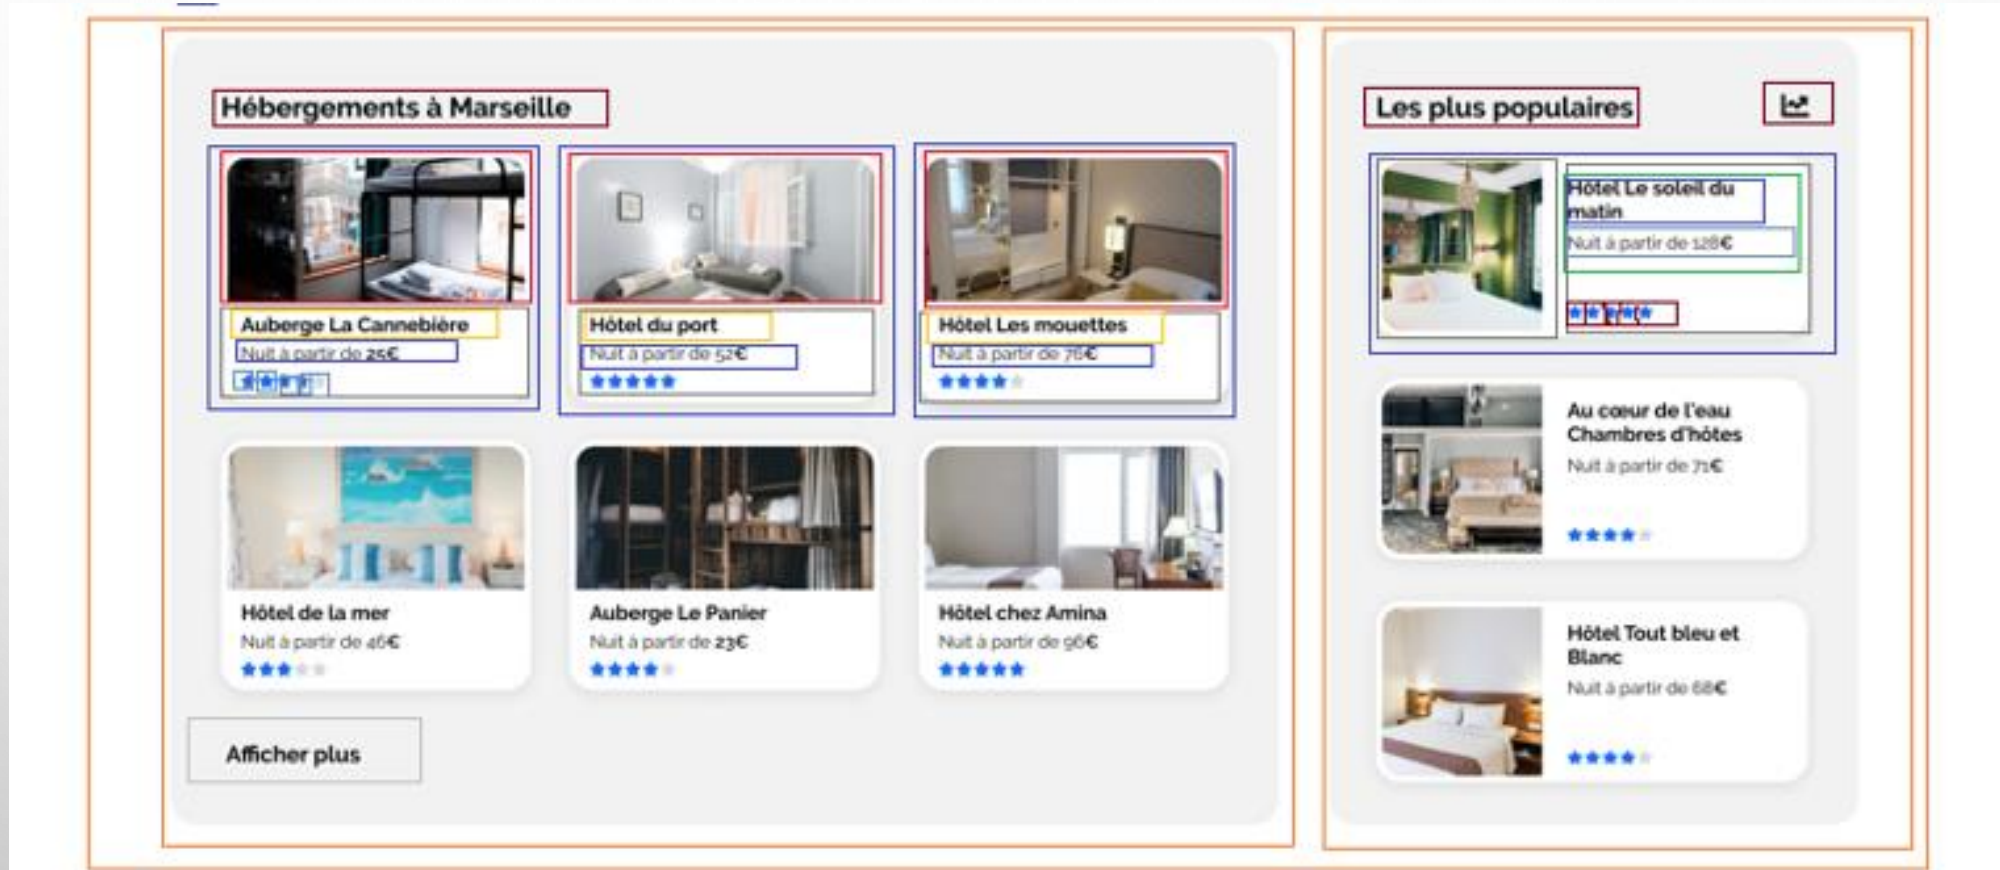 Hébergements à Marseille
Auberge La Cannebière
Nuit à partir de 25€
Hôtel du port
Nuit à partir de 52€
Hôtel Les mouettes
Nuit à partir de 76€
Hôtel de la mer
Nuit à partir de 46€
Auberge Le Panier
Nuit à partir de 23€
Hôtel chez Amina
Nuit à partir de 96€
Afficher plus
Les plus populaires
Hôtel Le soleil du
matin
Nuit à partir de 128€
Au cœur de l'eau
Chambres d'hôtes
Nuit à partir de 71€
Hôtel Tout bleu et
Blanc
Nuit à partir de 68€